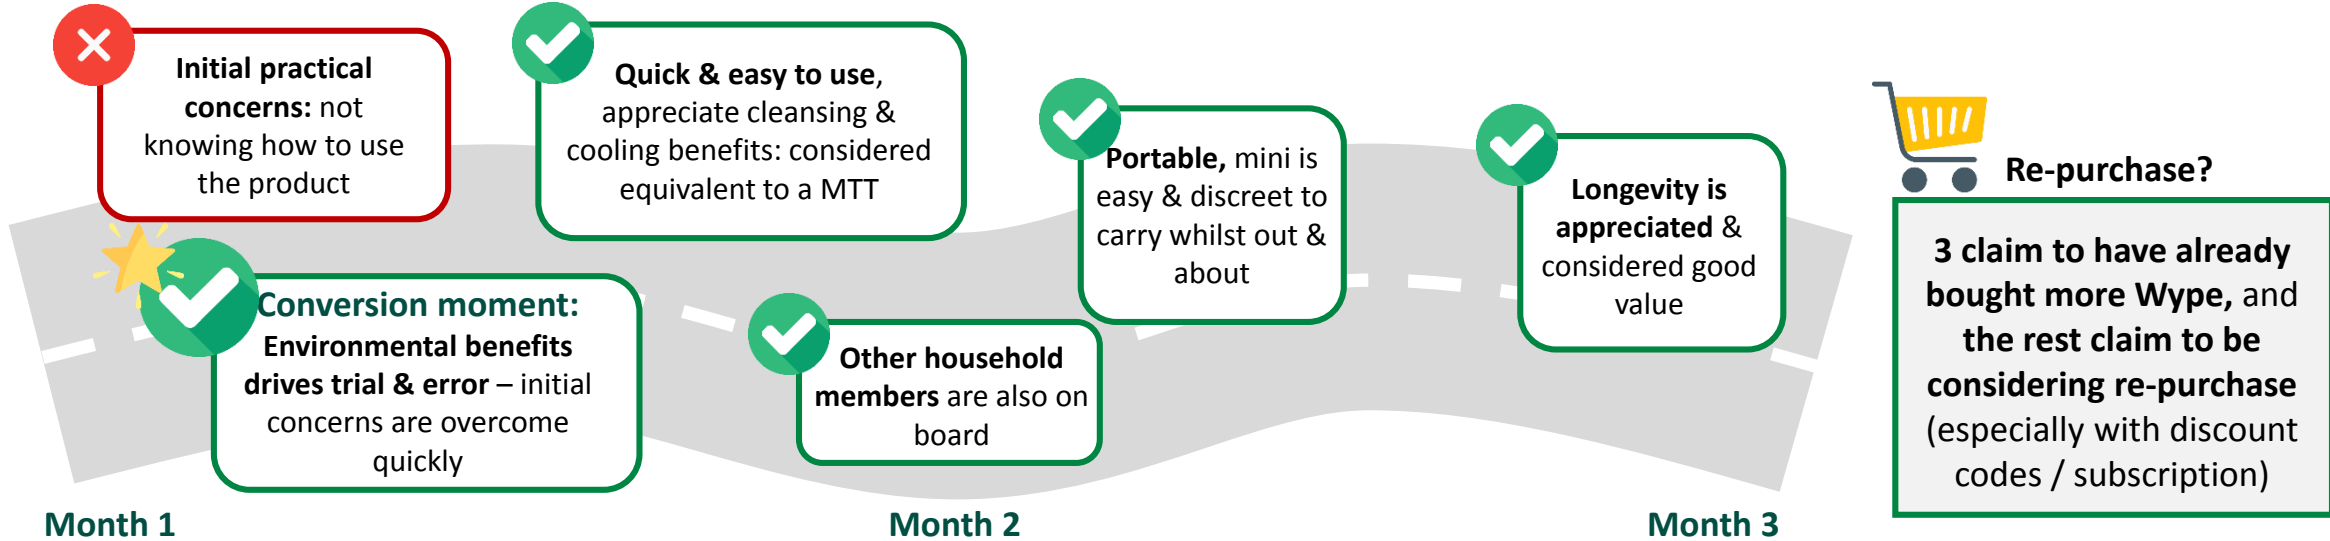 Initial practical
concerns: not
knowing how to use
the product
Conversion moment:
Environmental benefits
drives trial & error – initial
concerns are overcome
quickly
Quick & easy to use,
appreciate cleansing &
cooling benefits: considered
equivalent to a MTT
Other household
members are also on
board
Portable, mini is
easy & discreet to
carry whilst out &
about
Longevity is
appreciated &
considered good
value
Re-purchase?
3 claim to have already
bought more Wype, and
the rest claim to be
considering re-purchase
(especially with discount
codes / subscription)
Month 1
Month 2
Month 3